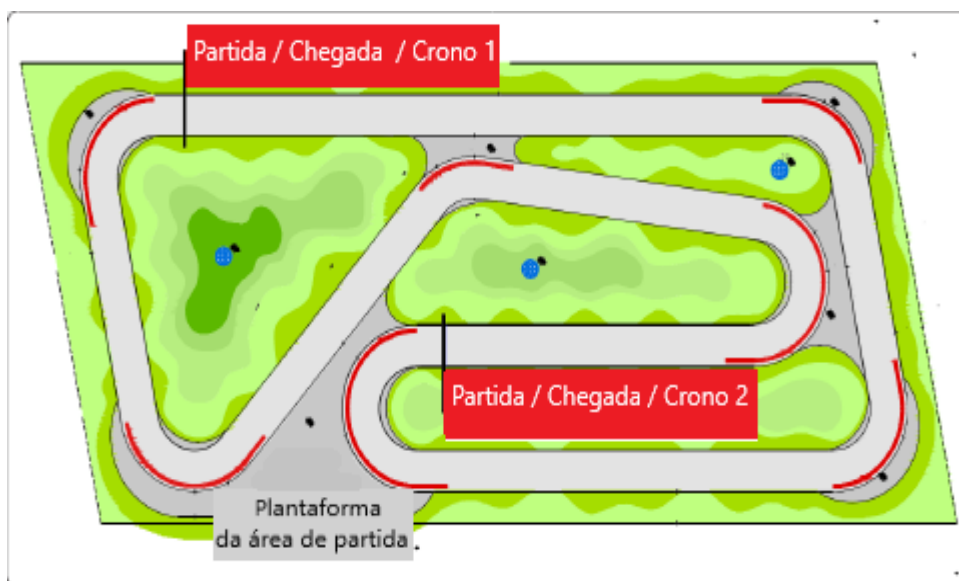 Partida / Chegada / Crono 1
Partida / Chegada / Crono 2
Plantaforma
da área de partida